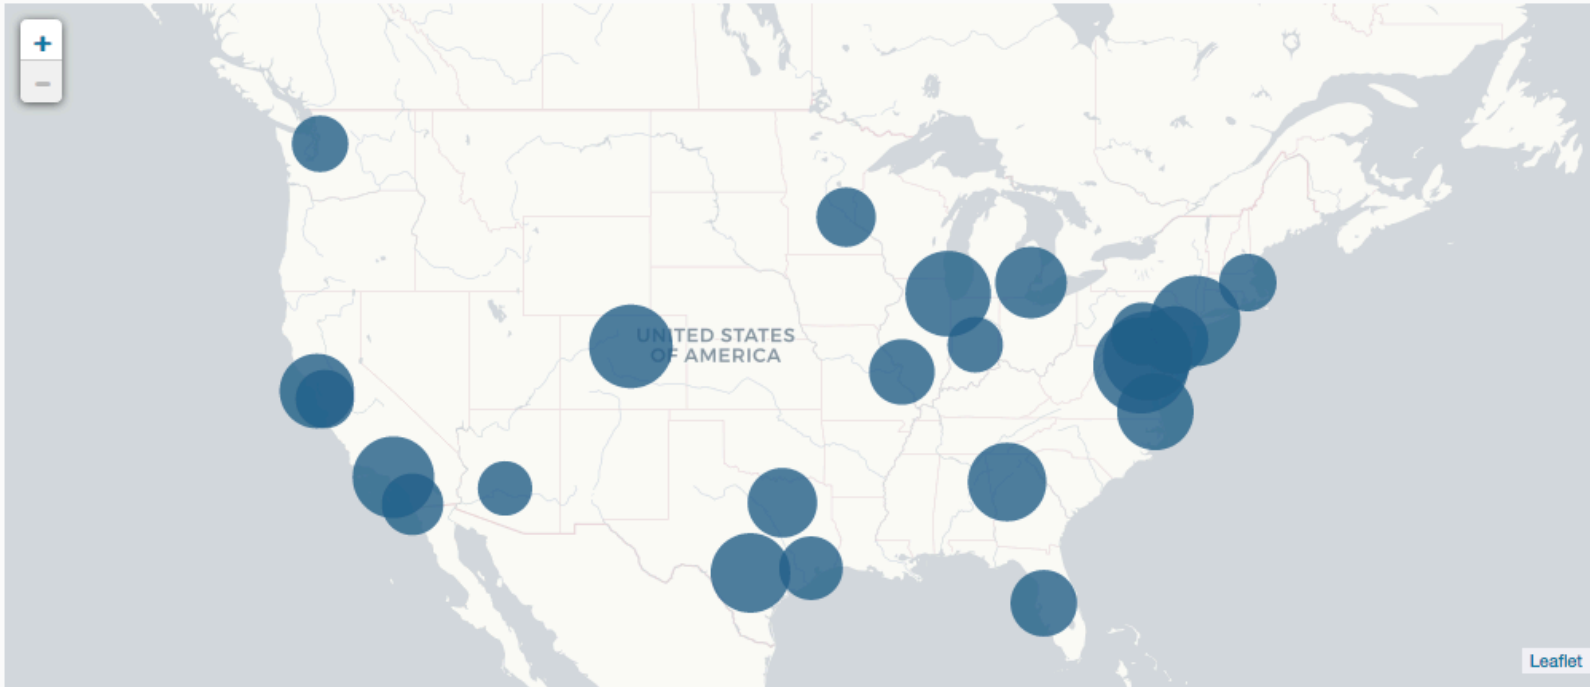 +
−
UNITED STATES
OF AMERICA
Leaflet